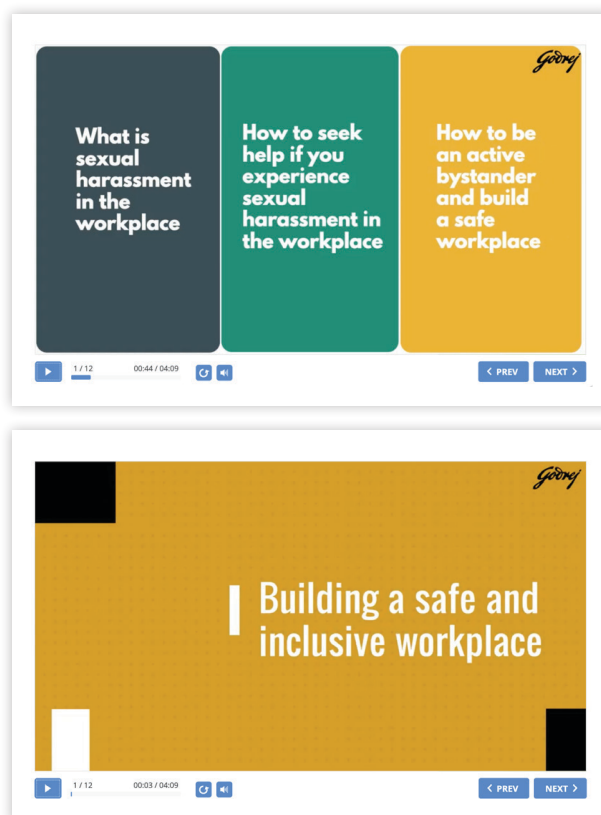 Godrej
What is
sexual
harassment
in the
workplace
How to seek
help if you
experience
sexual
harassment in
the workplace
How to be
an active
bystander
and build
a safe
workplace
1 / 12
00:44 / 04:09
PREV
NEXT
Godrej
Building a safe and
inclusive workplace
1 / 12
00:03 / 04:09
PREV
NEXT